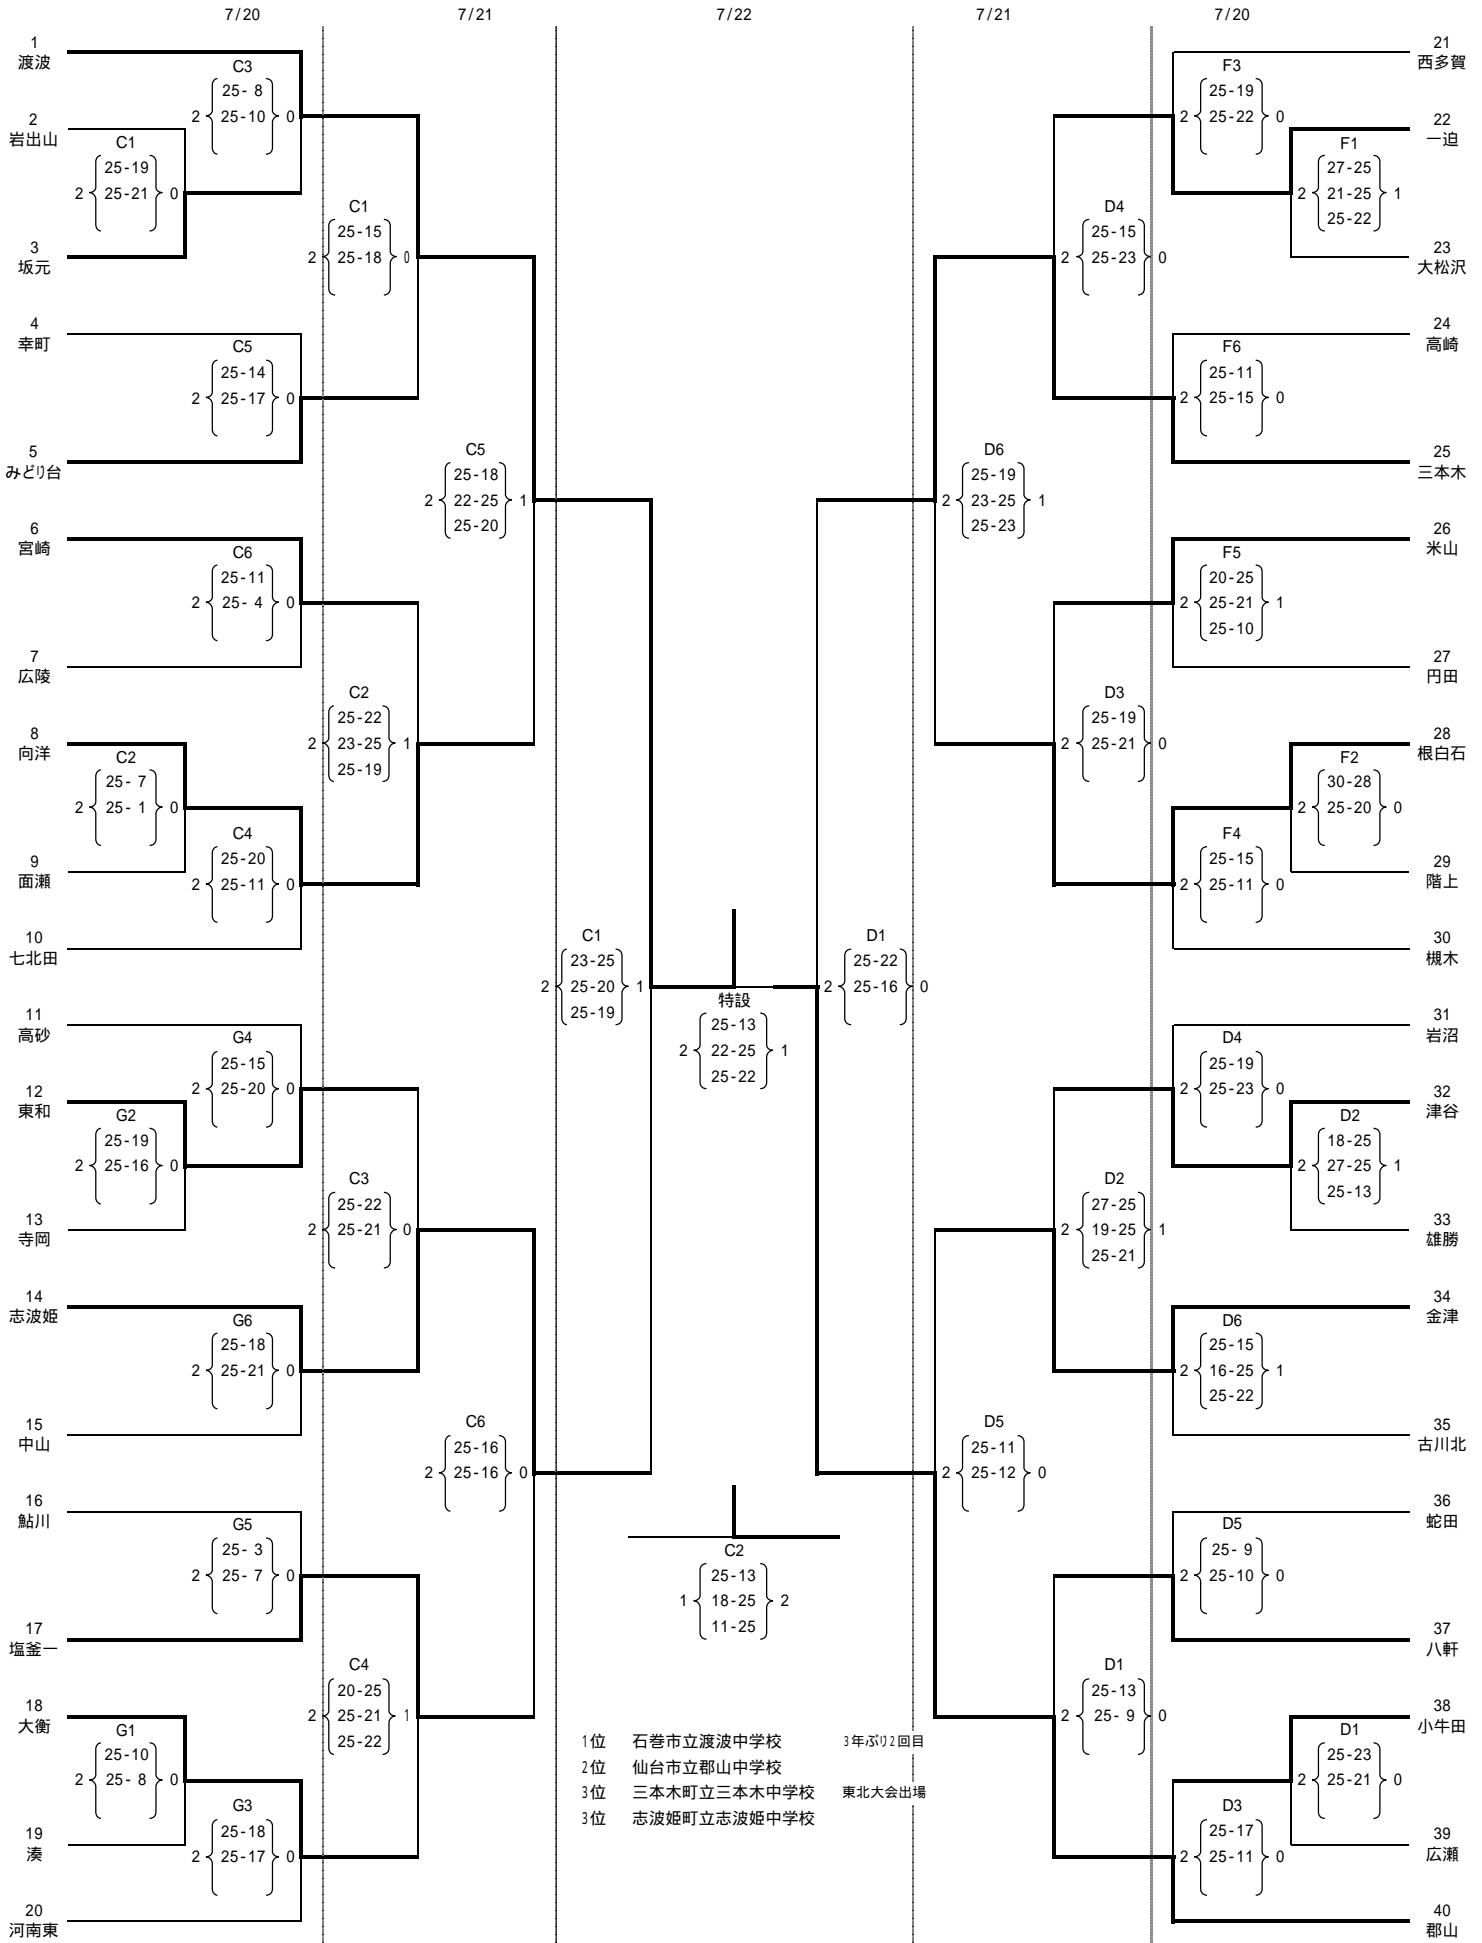 7/20
7/21
7/22
7/21
7/20
1
渡波
2
岩出山
3
坂元
4
幸町
5
みどり台
6
宮崎
7
広陵
8
向洋
9
面瀬
10
七北田
11
高砂
12
東和
13
寺岡
14
志波姫
15
中山
16
鮎川
17
塩釜一
18
大衡
19
湊
20
河南東
C1
25-19
2 25-21 0
C2
25- 7
2 25- 1 0
G2
25-19
2 25-16 0
G1
25-10
2 25- 8 0
C3
25- 8
2 25-10 0
C5
25-14
2 25-17 0
C6
25-11
2 25- 4 0
C4
25-20
2 25-11 0
G4
25-15
2 25-20 0
G6
25-18
2 25-21 0
G5
25- 3
2 25- 7 0
G3
25-18
2 25-17 0
C1
25-15
2 25-18 0
C2
25-22
2 23-25 1
25-19
C3
25-22
2 25-21 0
C4
20-25
2 25-21 1
25-22
C5
25-18
2 22-25 1
25-20
C6
25-16
2 25-16 0
C1
23-25
2 25-20 1
25-19
特設
25-13
2 22-25 1
25-22
C2
25-13
1 18-25 2
11-25
1位 石巻市立渡波中学校 3年ぶり2回目
2位 仙台市立郡山中学校
3位 三本木町立三本木中学校 東北大会出場
3位 志波姫町立志波姫中学校
D1
25-22
2 25-16 0
D6
25-19
2 23-25 1
25-23
D5
25-11
2 25-12 0
D4
25-15
2 25-23 0
D3
25-19
2 25-21 0
D2
27-25
2 19-25 1
25-21
D1
25-13
2 25- 9 0
F3
25-19
2 25-22 0
F6
25-11
2 25-15 0
F5
20-25
2 25-21 1
25-10
F4
25-15
2 25-11 0
D4
25-19
2 25-23 0
D6
25-15
2 16-25 1
25-22
D5
25- 9
2 25-10 0
D3
25-17
2 25-11 0
F1
27-25
2 21-25 1
25-22
F2
30-28
2 25-20 0
D2
18-25
2 27-25 1
25-13
D1
25-23
2 25-21 0
21
西多賀
22
一迫
23
大松沢
24
高崎
25
三本木
26
米山
27
円田
28
根白石
29
階上
30
槻木
31
岩沼
32
津谷
33
雄勝
34
金津
35
古川北
36
蛇田
37
八軒
38
小牛田
39
広瀬
40
郡山